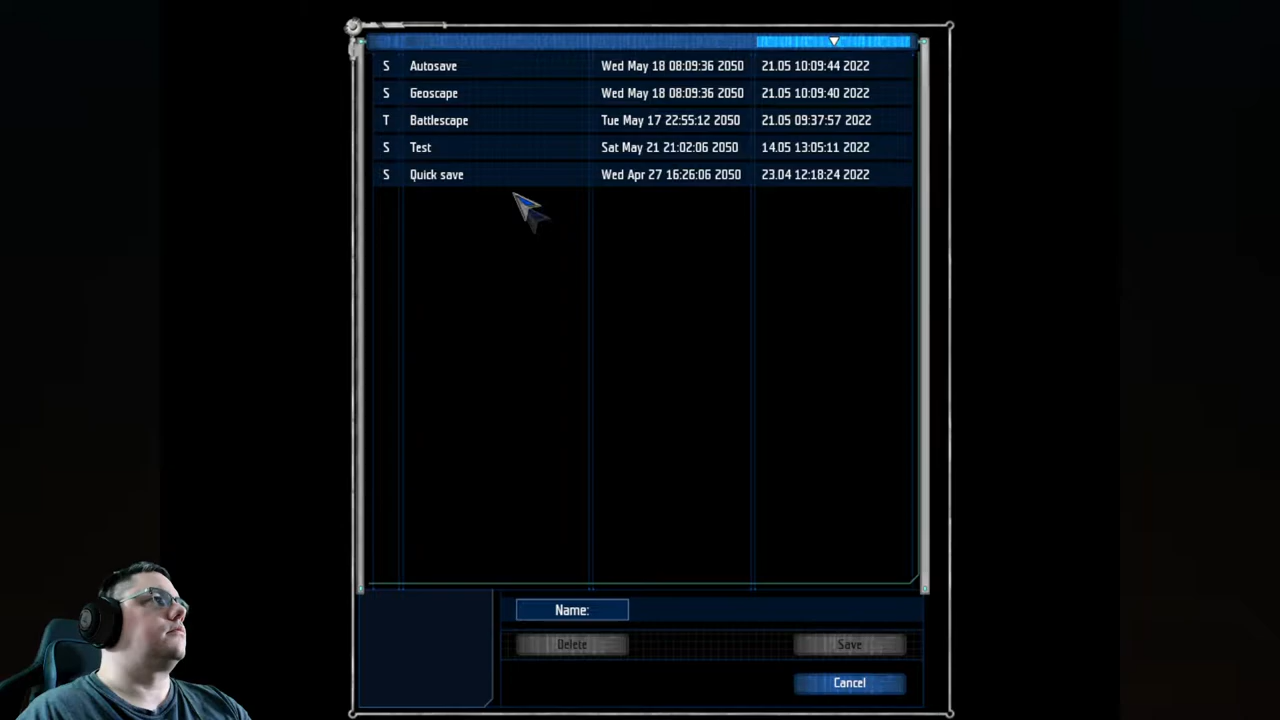 S Autosave Wed May 18 08:09:36 2050 21.05 10:09:44 2022
S Geoscape Wed May 18 08:09:36 2050 21.05 10:09:40 2022
T Battlescape Tue May 17 22:55:12 2050 21.05 09:37:57 2022
S Test Sat May 21 21:02:06 2050 14.05 13:05:11 2022
S Quick save Wed Apr 27 16:26:06 2050 23.04 12:18:24 2022
Name:
Delete Save
Cancel